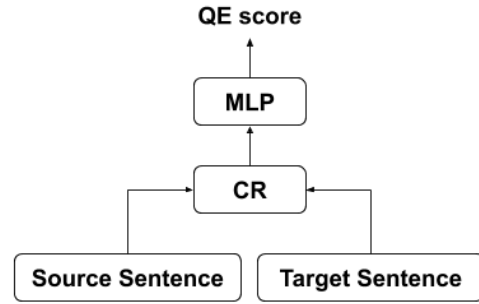 QE score
MLP
CR
Source Sentence
Target Sentence